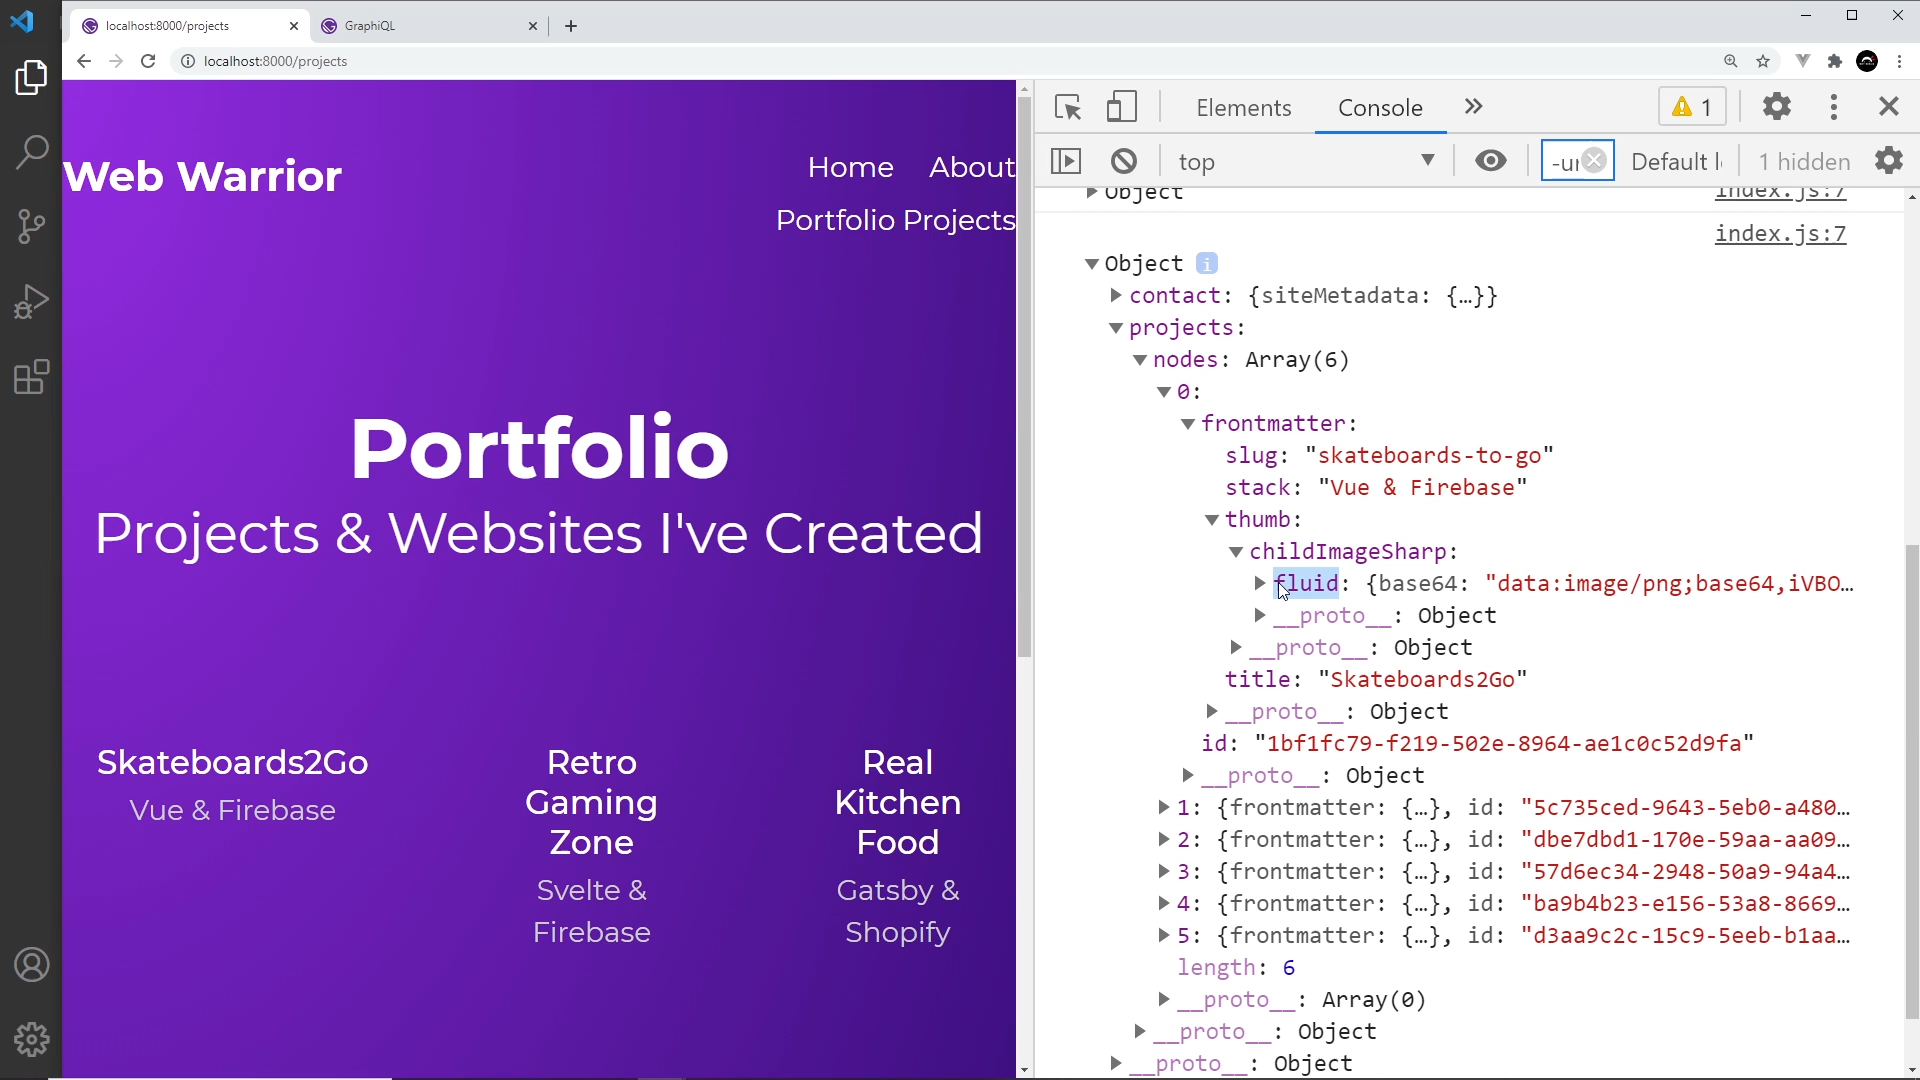 localhost:8000/projects
GraphiQL
localhost:8000/projects
Web Warrior
Home
About
Portfolio Projects
Portfolio
Projects & Websites I've Created
Skateboards2Go
Vue & Firebase
Retro
Gaming
Zone
Svelte &
Firebase
Real
Kitchen
Food
Gatsby &
Shopify
Elements
Console
1
top
Default
1 hidden
Object
index.js:7
index.js:7
Object i
contact: {siteMetadata: {…}}
projects:
nodes: Array(6)
0:
frontmatter:
slug: "skateboards-to-go"
stack: "Vue & Firebase"
thumb:
childImageSharp:
fluid: {base64: "data:image/png;base64,iVBO…
__proto__: Object
__proto__: Object
title: "Skateboards2Go"
__proto__: Object
id: "1bf1fc79-f219-502e-8964-ae1c0c52d9fa"
__proto__: Object
1: {frontmatter: {…}, id: "5c735ced-9643-5eb0-a480…
2: {frontmatter: {…}, id: "dbe7dbd1-170e-59aa-aa09…
3: {frontmatter: {…}, id: "57d6ec34-2948-50a9-94a4…
4: {frontmatter: {…}, id: "ba9b4b23-e156-53a8-8669…
5: {frontmatter: {…}, id: "d3aa9c2c-15c9-5eeb-b1aa…
length: 6
__proto__: Array(0)
__proto__: Object
__proto__: Object